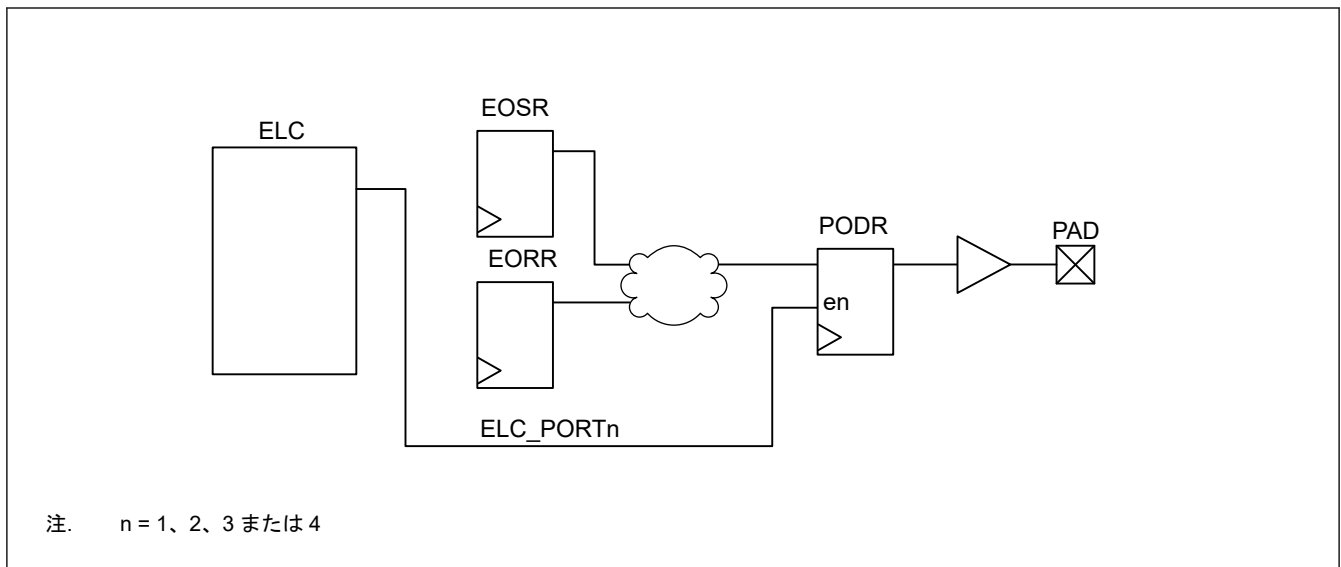 ELC
EOSR
EORR
PODR
en
PAD
ELC_PORTn
注. n = 1、2、3 または 4